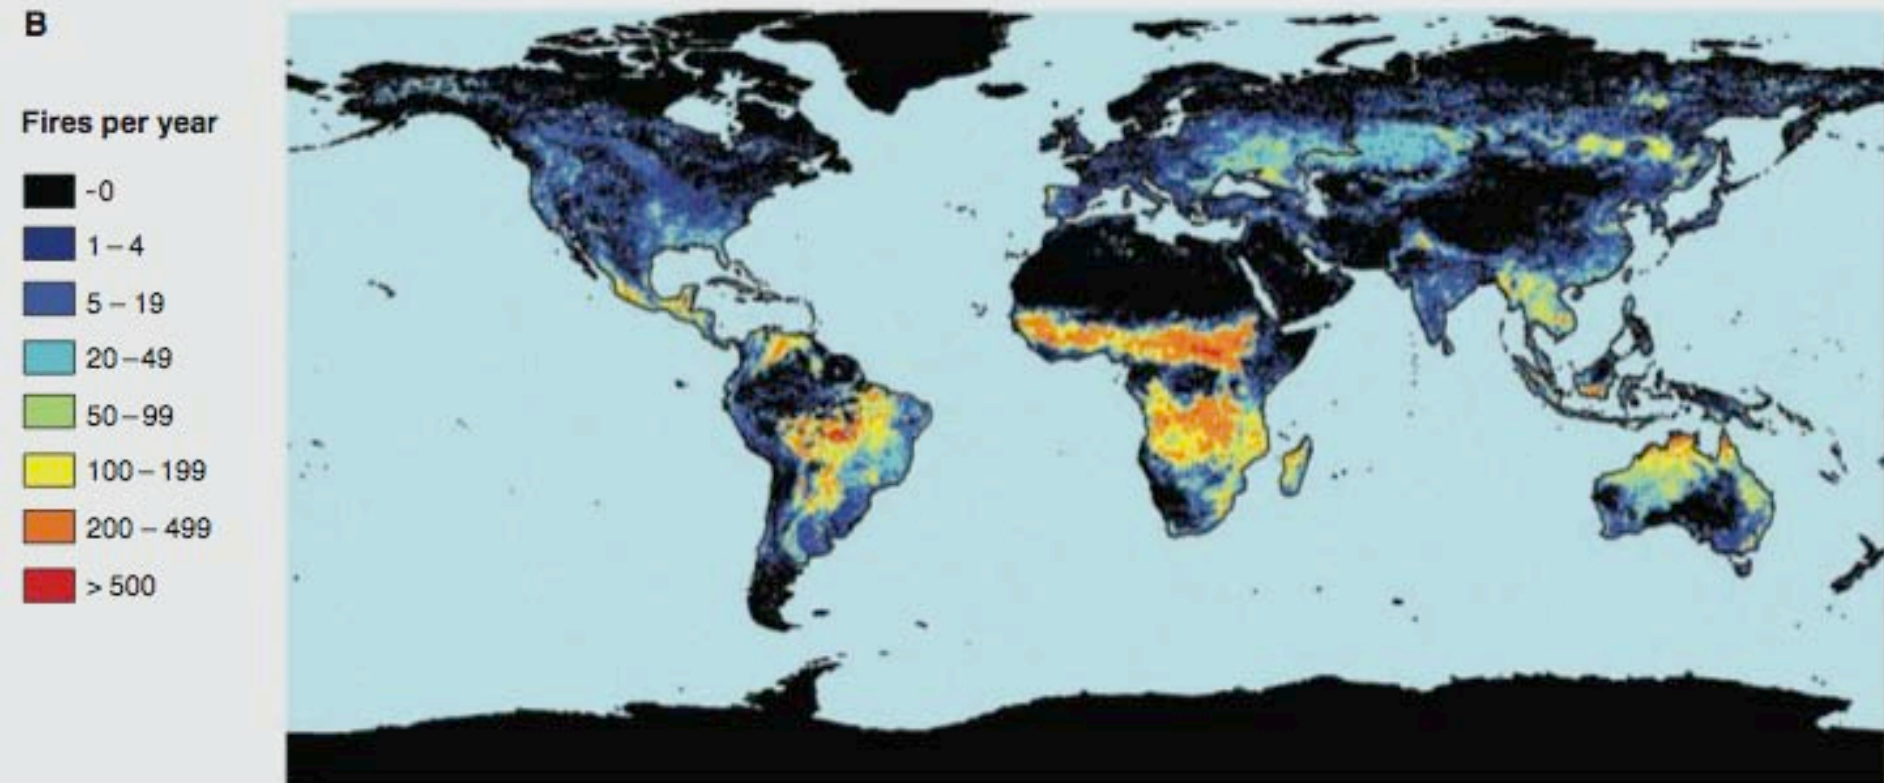 B
Fires per year
-0
1 – 4
5 – 19
20 – 49
50 – 99
100 – 199
200 – 499
> 500